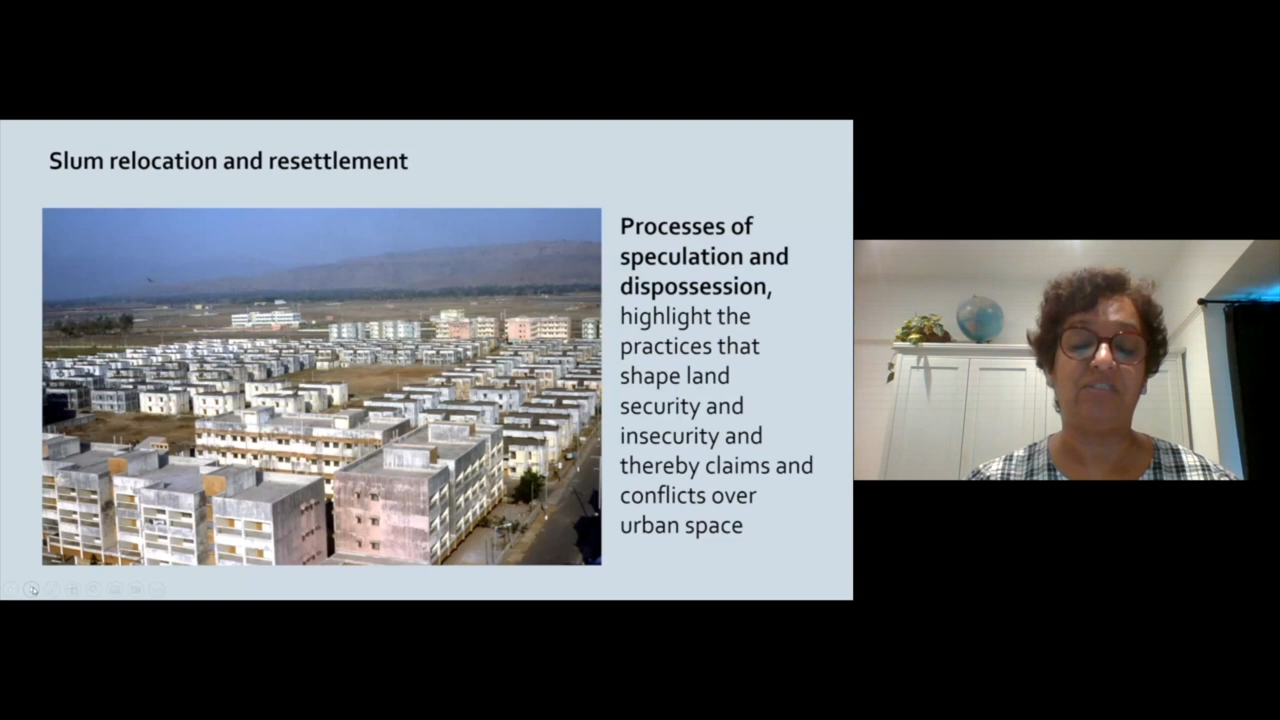 Slum relocation and resettlement
Processes of
speculation and
dispossession,
highlight the
practices that
shape land
security and
insecurity and
thereby claims and
conflicts over
urban space